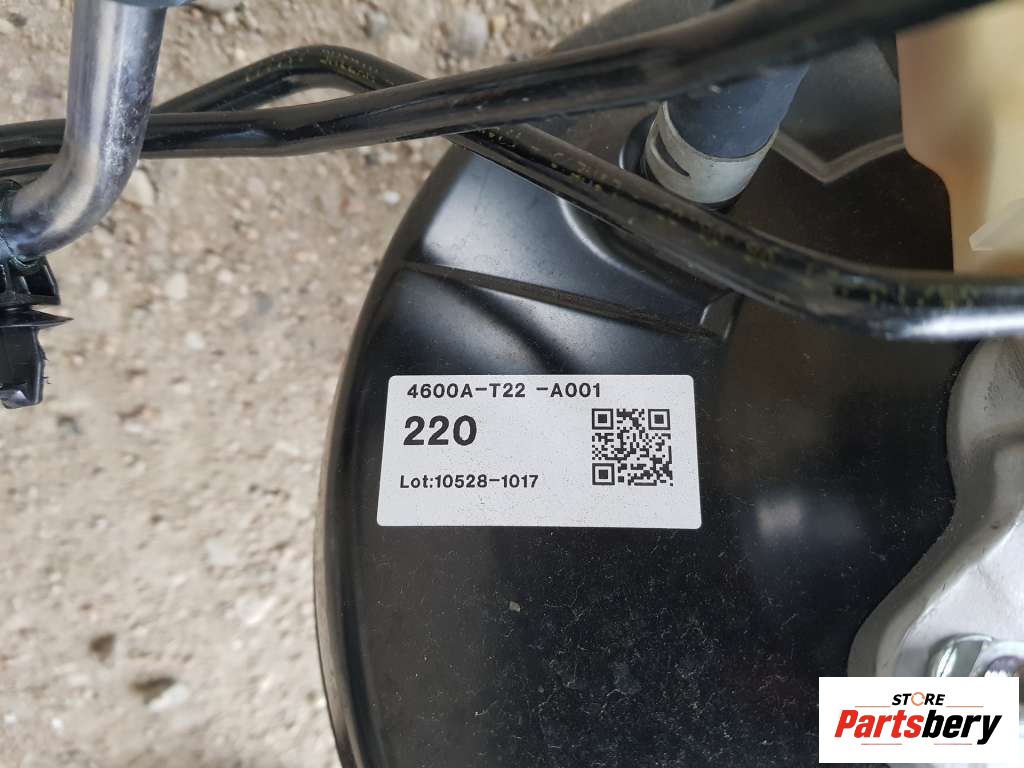 4600A-T22 -A001
220
Lot:10528-1017
STORE
Partsbery